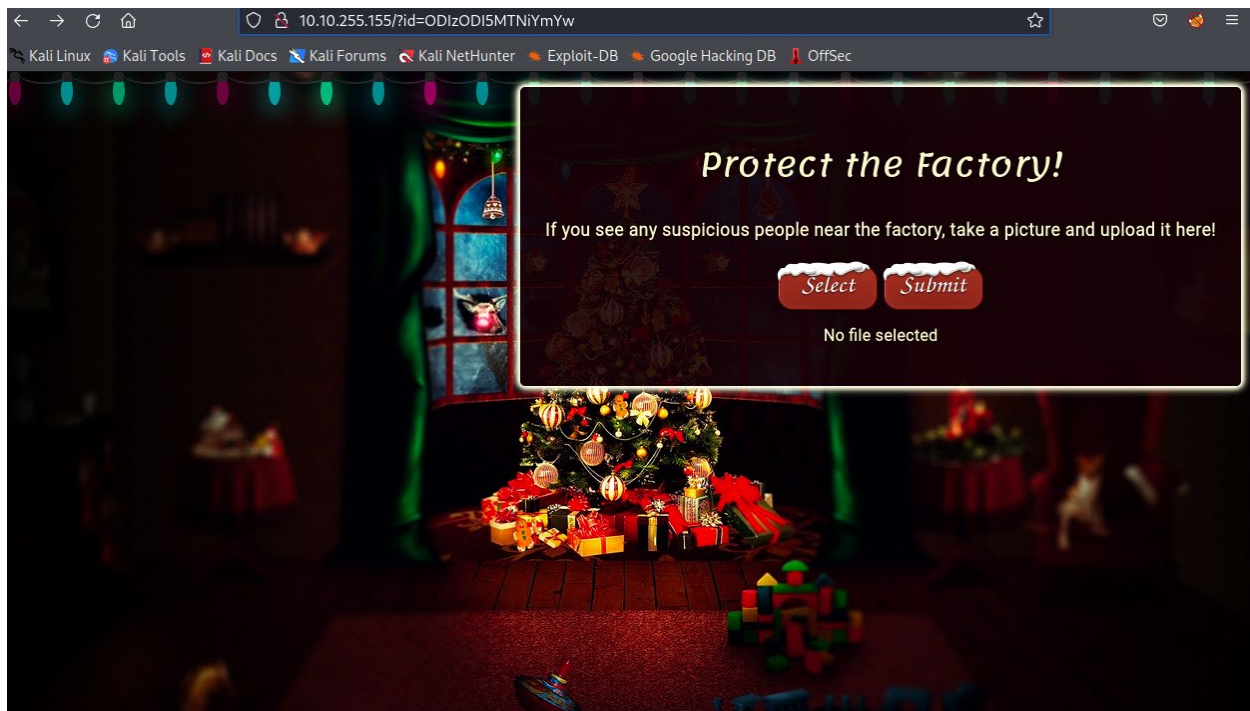 10.10.255.155/?id=ODIzODI5MTNiYmYw
Kali Linux Kali Tools Kali Docs Kali Forums Kali NetHunter Exploit-DB Google Hacking DB OffSec
Protect the Factory!
If you see any suspicious people near the factory, take a picture and upload it here!
Select Submit
No file selected